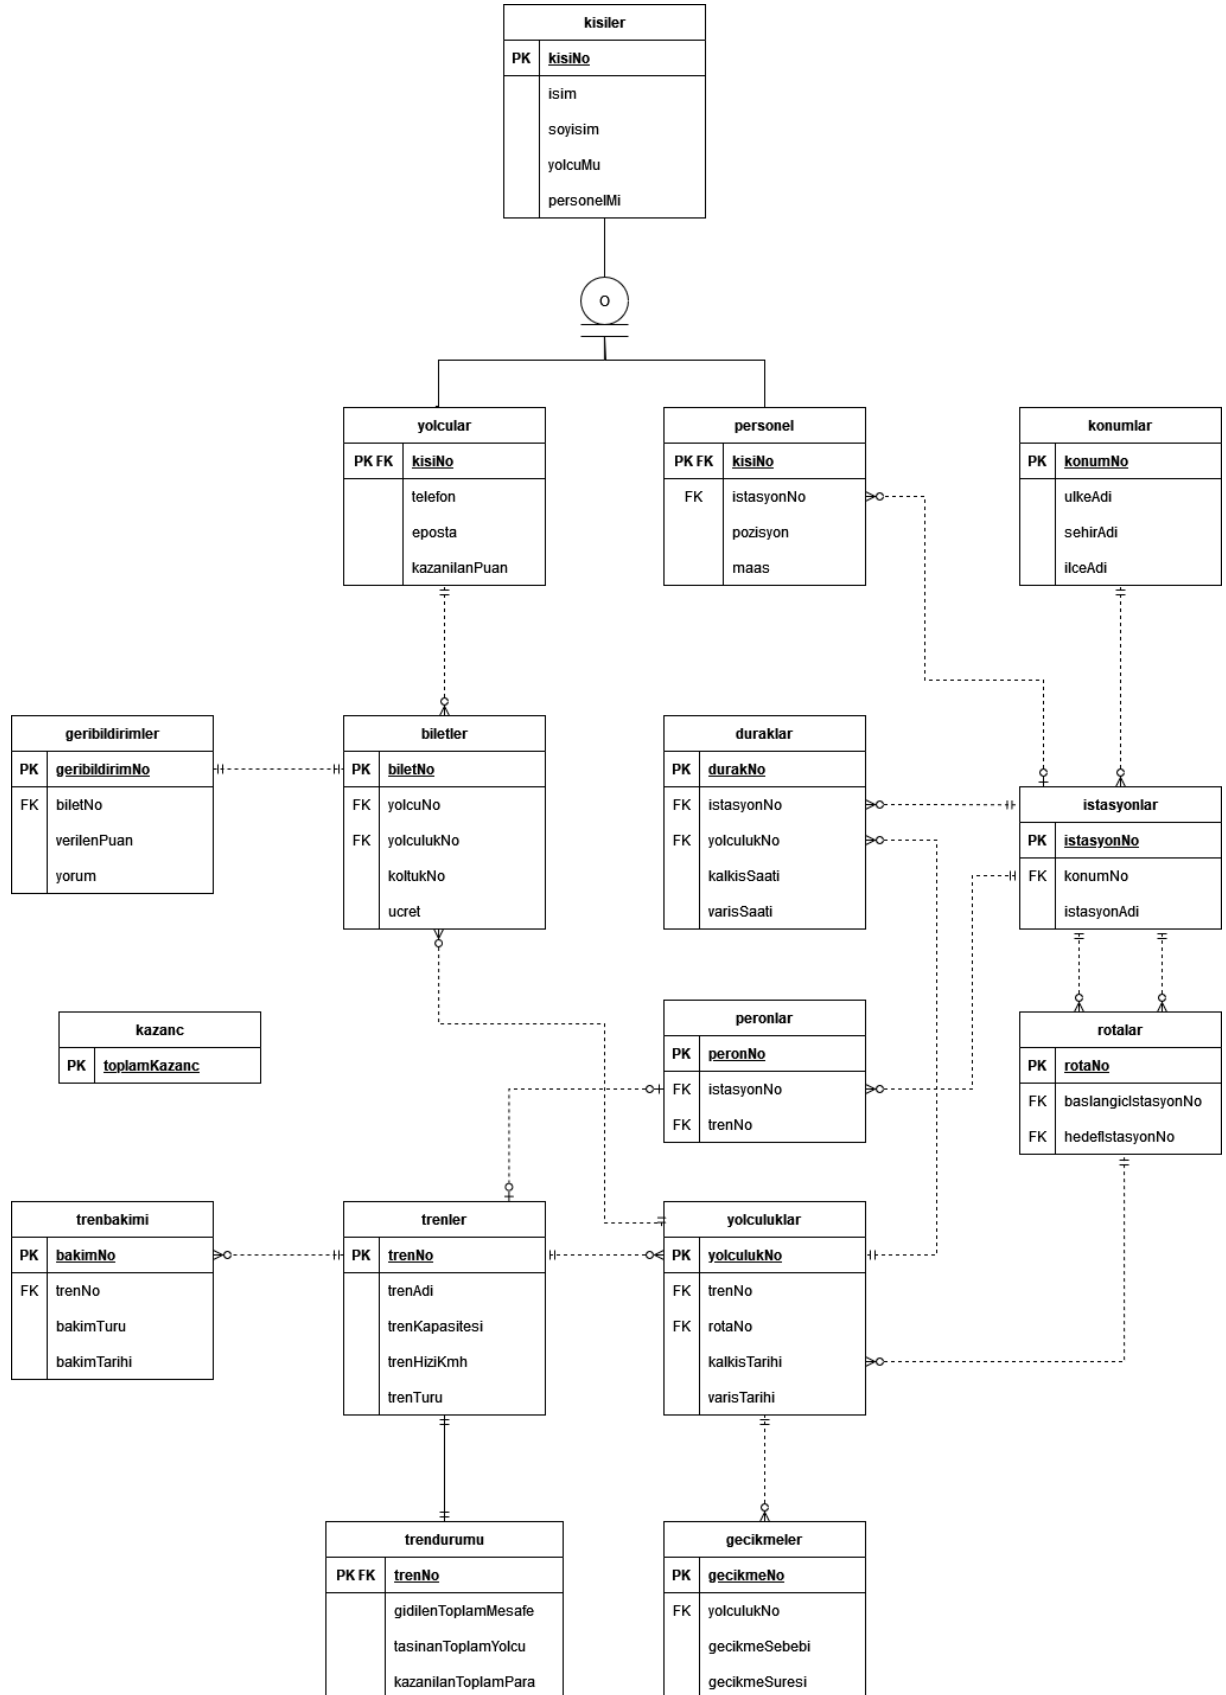 kisiler
PK kisiNo
isim
soyisim
yolcuMu
personelMi
O
yolcular
PK FK kisiNo
telefon
eposta
kazanilanPuan
personel
PK FK kisiNo
FK istasyonNo
pozisyon
maas
konumlar
PK konumNo
ulkeAdi
sehirAdi
ilceAdi
geribildirimler
PK geribildirimNo
FK biletNo
verilenPuan
yorum
biletler
PK biletNo
FK yolcuNo
FK yolculukNo
koltukNo
ucret
duraklar
PK durakNo
FK istasyonNo
FK yolculukNo
kalkisSaati
varisSaati
istasyonlar
PK istasyonNo
FK konumNo
istasyonAdi
kazanc
PK toplamKazanc
peronlar
PK peronNo
FK istasyonNo
FK trenNo
rotalar
PK rotaNo
FK baslangicIstasyonNo
FK hedefIstasyonNo
trenbakimi
PK bakimNo
FK trenNo
bakimTuru
bakimTarihi
trenler
PK trenNo
trenAdi
trenKapasitesi
trenHiziKmh
trenTuru
yolculuklar
PK yolculukNo
FK trenNo
FK rotaNo
kalkisTarihi
varisTarihi
trendurumu
PK FK trenNo
gidilenToplamMesafe
tasinanToplamYolcu
kazanilanToplamPara
gecikmeler
PK gecikmeNo
FK yolculukNo
gecikmeSebebi
gecikmeSuresi